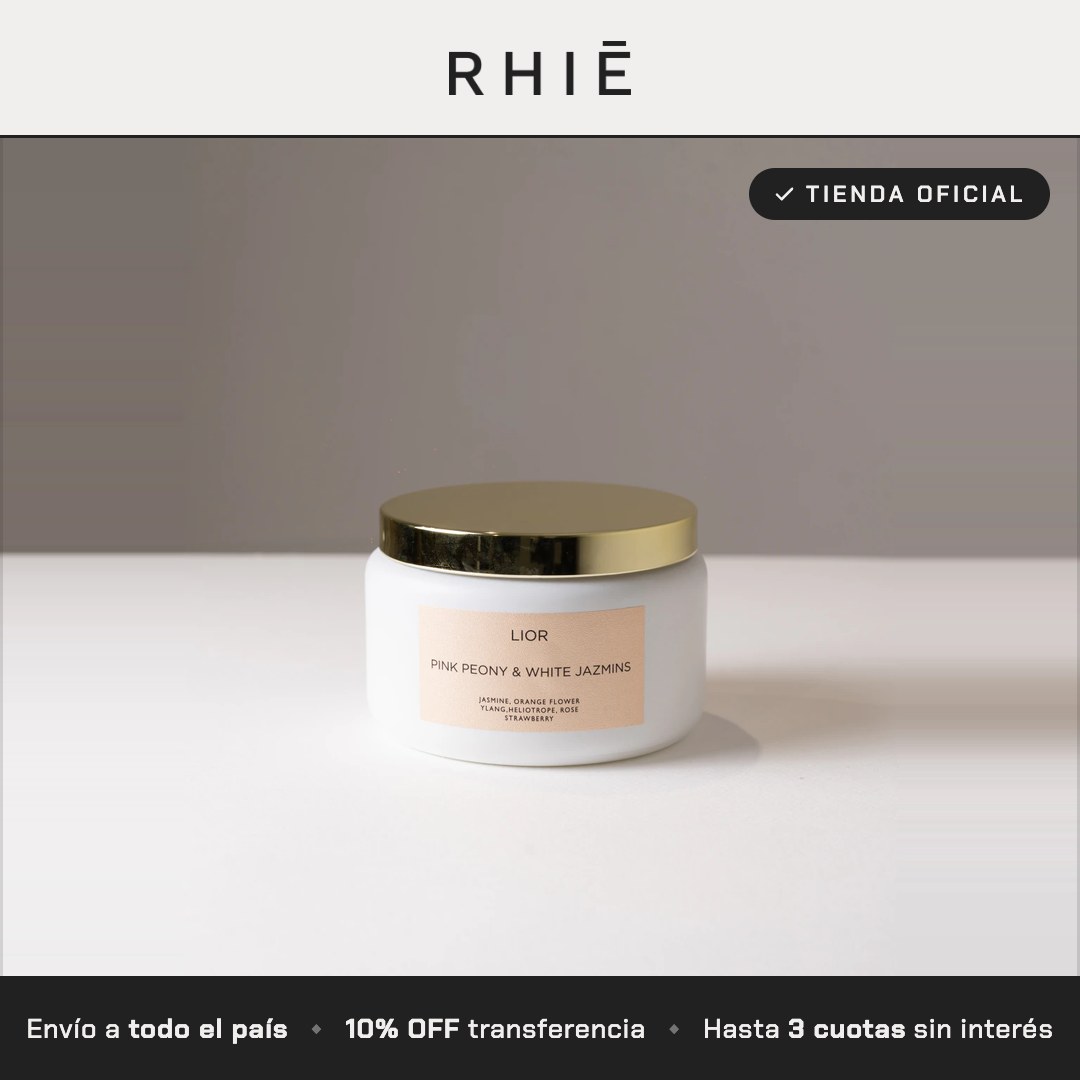 RHIĒ
TIENDA OFICIAL
LIOR
PINK PEONY & WHITE JAZMINS
JASMINE, ORANGE FLOWER
YLANG,HELIOTROPE, ROSE
STRAWBERRY
Envío a todo el país ◆ 10% OFF transferencia ◆ Hasta 3 cuotas sin interés